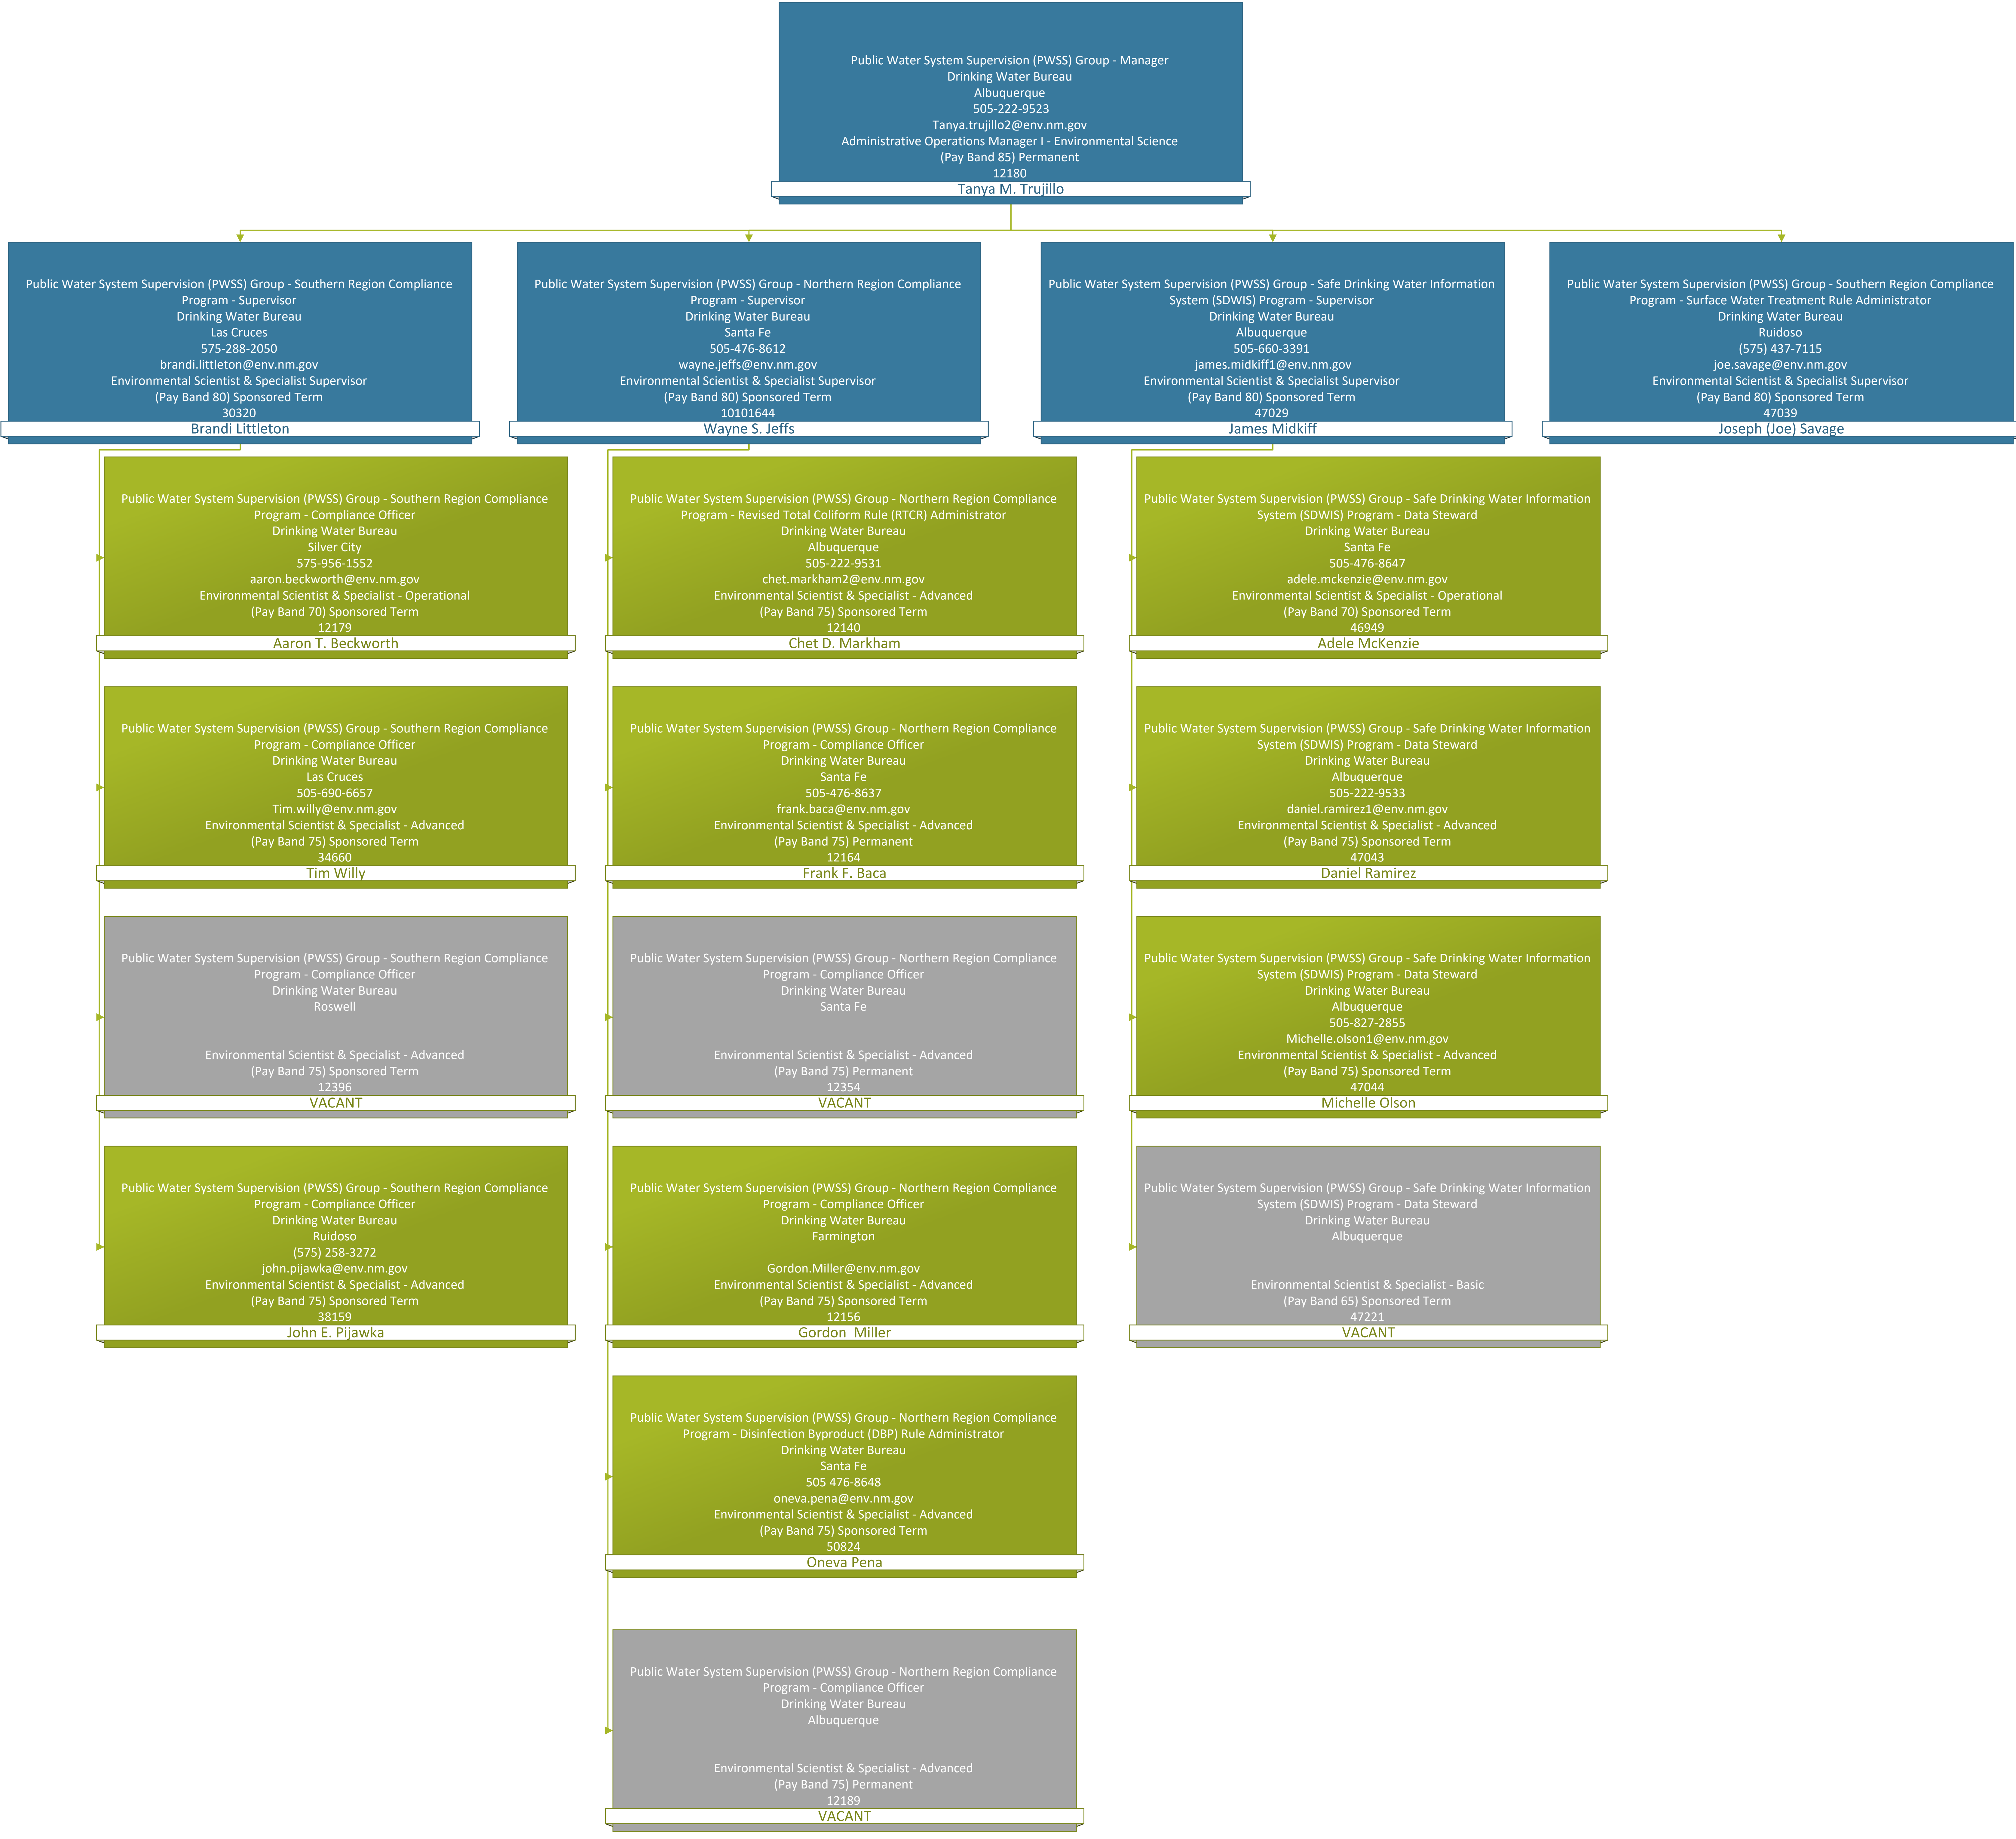 Public Water System Supervision (PWSS) Group - Manager
Drinking Water Bureau
Albuquerque
505-222-9523
Tanya.trujillo2@env.nm.gov
Administrative Operations Manager I - Environmental Science
(Pay Band 85) Permanent
12180
Tanya M. Trujillo
Public Water System Supervision (PWSS) Group - Southern Region Compliance
Program - Supervisor
Drinking Water Bureau
Las Cruces
575-288-2050
brandi.littleton@env.nm.gov
Environmental Scientist & Specialist Supervisor
(Pay Band 80) Sponsored Term
30320
Brandi Littleton
Public Water System Supervision (PWSS) Group - Northern Region Compliance
Program - Supervisor
Drinking Water Bureau
Santa Fe
505-476-8612
wayne.jeffs@env.nm.gov
Environmental Scientist & Specialist Supervisor
(Pay Band 80) Sponsored Term
10101644
Wayne S. Jeffs
Public Water System Supervision (PWSS) Group - Safe Drinking Water Information
System (SDWIS) Program - Supervisor
Drinking Water Bureau
Albuquerque
505-660-3391
james.midkiff1@env.nm.gov
Environmental Scientist & Specialist Supervisor
(Pay Band 80) Sponsored Term
47029
James Midkiff
Public Water System Supervision (PWSS) Group - Southern Region Compliance
Program - Surface Water Treatment Rule Administrator
Drinking Water Bureau
Ruidoso
(575) 437-7115
joe.savage@env.nm.gov
Environmental Scientist & Specialist Supervisor
(Pay Band 80) Sponsored Term
47039
Joseph (Joe) Savage
Public Water System Supervision (PWSS) Group - Southern Region Compliance
Program - Compliance Officer
Drinking Water Bureau
Silver City
575-956-1552
aaron.beckworth@env.nm.gov
Environmental Scientist & Specialist - Operational
(Pay Band 70) Sponsored Term
12179
Aaron T. Beckworth
Public Water System Supervision (PWSS) Group - Southern Region Compliance
Program - Compliance Officer
Drinking Water Bureau
Las Cruces
505-690-6657
Tim.willy@env.nm.gov
Environmental Scientist & Specialist - Advanced
(Pay Band 75) Sponsored Term
34660
Tim Willy
Public Water System Supervision (PWSS) Group - Southern Region Compliance
Program - Compliance Officer
Drinking Water Bureau
Roswell
Environmental Scientist & Specialist - Advanced
(Pay Band 75) Sponsored Term
12396
VACANT
Public Water System Supervision (PWSS) Group - Southern Region Compliance
Program - Compliance Officer
Drinking Water Bureau
Ruidoso
(575) 258-3272
john.pijawka@env.nm.gov
Environmental Scientist & Specialist - Advanced
(Pay Band 75) Sponsored Term
38159
John E. Pijawka
Public Water System Supervision (PWSS) Group - Northern Region Compliance
Program - Revised Total Coliform Rule (RTCR) Administrator
Drinking Water Bureau
Albuquerque
505-222-9531
chet.markham2@env.nm.gov
Environmental Scientist & Specialist - Advanced
(Pay Band 75) Sponsored Term
12140
Chet D. Markham
Public Water System Supervision (PWSS) Group - Northern Region Compliance
Program - Compliance Officer
Drinking Water Bureau
Santa Fe
505-476-8637
frank.baca@env.nm.gov
Environmental Scientist & Specialist - Advanced
(Pay Band 75) Permanent
12164
Frank F. Baca
Public Water System Supervision (PWSS) Group - Northern Region Compliance
Program - Compliance Officer
Drinking Water Bureau
Santa Fe
Environmental Scientist & Specialist - Advanced
(Pay Band 75) Permanent
12354
VACANT
Public Water System Supervision (PWSS) Group - Northern Region Compliance
Program - Compliance Officer
Drinking Water Bureau
Farmington
Gordon.Miller@env.nm.gov
Environmental Scientist & Specialist - Advanced
(Pay Band 75) Sponsored Term
12156
Gordon Miller
Public Water System Supervision (PWSS) Group - Northern Region Compliance
Program - Disinfection Byproduct (DBP) Rule Administrator
Drinking Water Bureau
Santa Fe
505 476-8648
oneva.pena@env.nm.gov
Environmental Scientist & Specialist - Advanced
(Pay Band 75) Sponsored Term
50824
Oneva Pena
Public Water System Supervision (PWSS) Group - Northern Region Compliance
Program - Compliance Officer
Drinking Water Bureau
Albuquerque
Environmental Scientist & Specialist - Advanced
(Pay Band 75) Permanent
12189
VACANT
Public Water System Supervision (PWSS) Group - Safe Drinking Water Information
System (SDWIS) Program - Data Steward
Drinking Water Bureau
Santa Fe
505-476-8647
adele.mckenzie@env.nm.gov
Environmental Scientist & Specialist - Operational
(Pay Band 70) Sponsored Term
46949
Adele McKenzie
Public Water System Supervision (PWSS) Group - Safe Drinking Water Information
System (SDWIS) Program - Data Steward
Drinking Water Bureau
Albuquerque
505-222-9533
daniel.ramirez1@env.nm.gov
Environmental Scientist & Specialist - Advanced
(Pay Band 75) Sponsored Term
47043
Daniel Ramirez
Public Water System Supervision (PWSS) Group - Safe Drinking Water Information
System (SDWIS) Program - Data Steward
Drinking Water Bureau
Albuquerque
505-827-2855
Michelle.olson1@env.nm.gov
Environmental Scientist & Specialist - Advanced
(Pay Band 75) Sponsored Term
47044
Michelle Olson
Public Water System Supervision (PWSS) Group - Safe Drinking Water Information
System (SDWIS) Program - Data Steward
Drinking Water Bureau
Albuquerque
Environmental Scientist & Specialist - Basic
(Pay Band 65) Sponsored Term
47221
VACANT